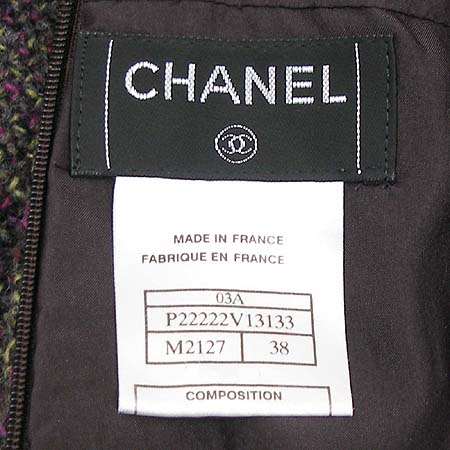 CHANEL
MADE IN FRANCE
FABRIQUE EN FRANCE
03A
P22222V13133
M2127 38
COMPOSITION